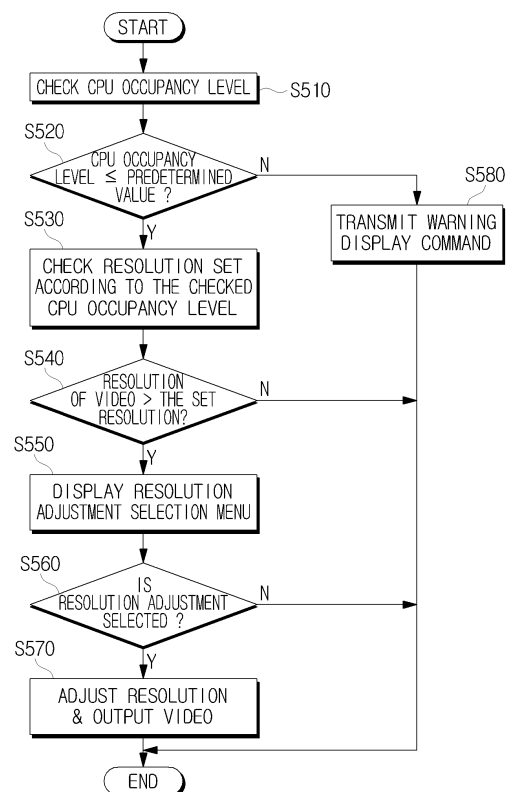 START
CHECK CPU OCCUPANCY LEVEL
S510
S520
CPU OCCUPANCY
LEVEL ≤ PREDETERMINED
VALUE ?
N
Y
S580
TRANSMIT WARNING
DISPLAY COMMAND
S530
CHECK RESOLUTION SET
ACCORDING TO THE CHECKED
CPU OCCUPANCY LEVEL
S540
RESOLUTION
OF VIDEO > THE SET
RESOLUTION?
N
Y
S550
DISPLAY RESOLUTION
ADJUSTMENT SELECTION MENU
S560
IS
RESOLUTION ADJUSTMENT
SELECTED ?
N
Y
S570
ADJUST RESOLUTION
& OUTPUT VIDEO
END